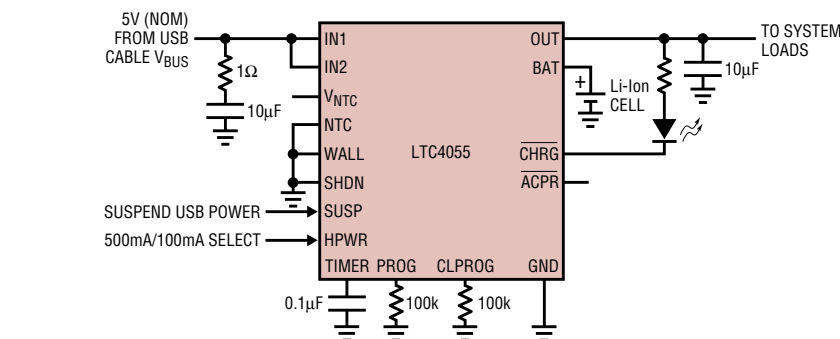 5V (NOM)
FROM USB
CABLE VBUS
1Ω
10µF
IN1
IN2
VNTC
NTC
WALL
SHDN
SUSP
HPWR
SUSPEND USB POWER
500mA/100mA SELECT
LTC4055
OUT
BAT
CHRG
ACPR
TIMER PROG CLPROG GND
TO SYSTEM
LOADS
10µF
+
Li-Ion
CELL
0.1µF
100k
100k